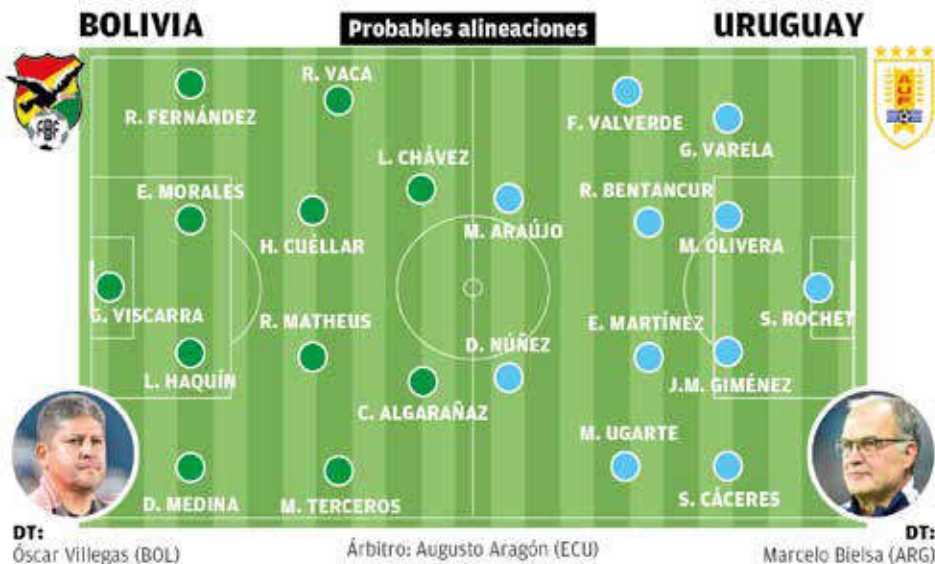 BOLIVIA
Probables alineaciones
URUGUAY
AUF
FBF
R. FERNÁNDEZ
R. VACA
F. VALVERDE
G. VARELA
L. CHÁVEZ
E. MORALES
R. BENTANCUR
H. CUÉLLAR
M. ARAÚJO
M. OLIVERA
G. VISCARRA
R. MATHEUS
E. MARTÍNEZ
S. ROCHET
D. NÚÑEZ
L. HAQUÍN
J.M. GIMÉNEZ
C. ALGARAÑAZ
M. UGARTE
D. MEDINA
M. TERCEROS
S. CÁCERES
DT:
Óscar Villegas (BOL)
Árbitro: Augusto Aragón (ECU)
DT:
Marcelo Bielsa (ARG)